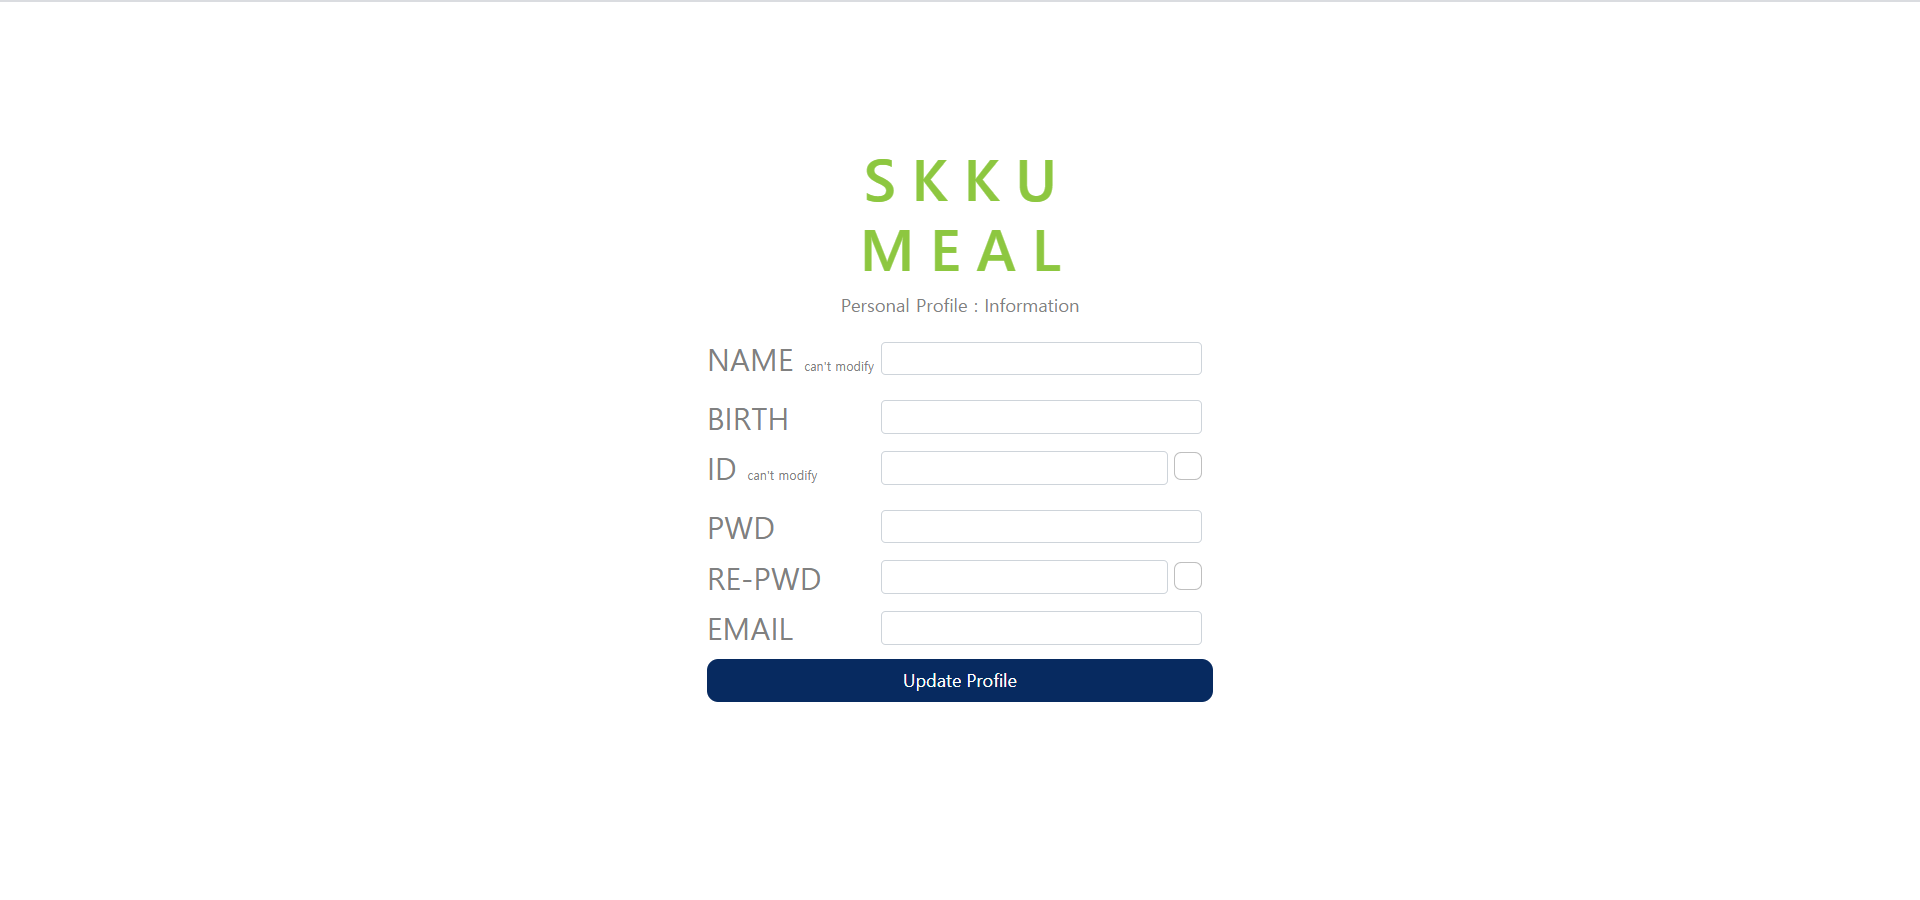 SKKU
MEAL
Personal Profile : Information
NAME can't modify
BIRTH
ID can't modify
PWD
RE-PWD
EMAIL
Update Profile